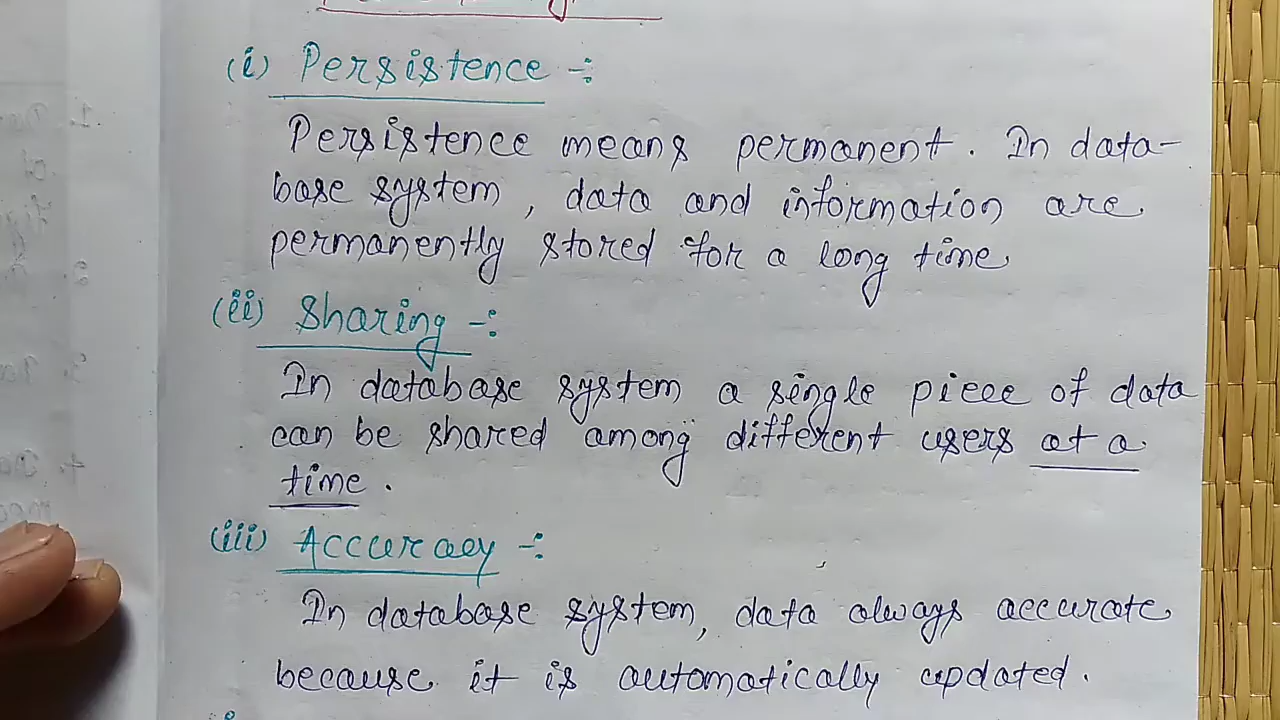 (i) Persistence -:
Persistence means permanent. In data-
base system, data and information are
permanently stored for a long time
(ii) Sharing -:
In database system a single piece of data
can be shared among different users at a
time.
(iii) Accuracy -:
In database system, data always accurate
because it is automatically updated.